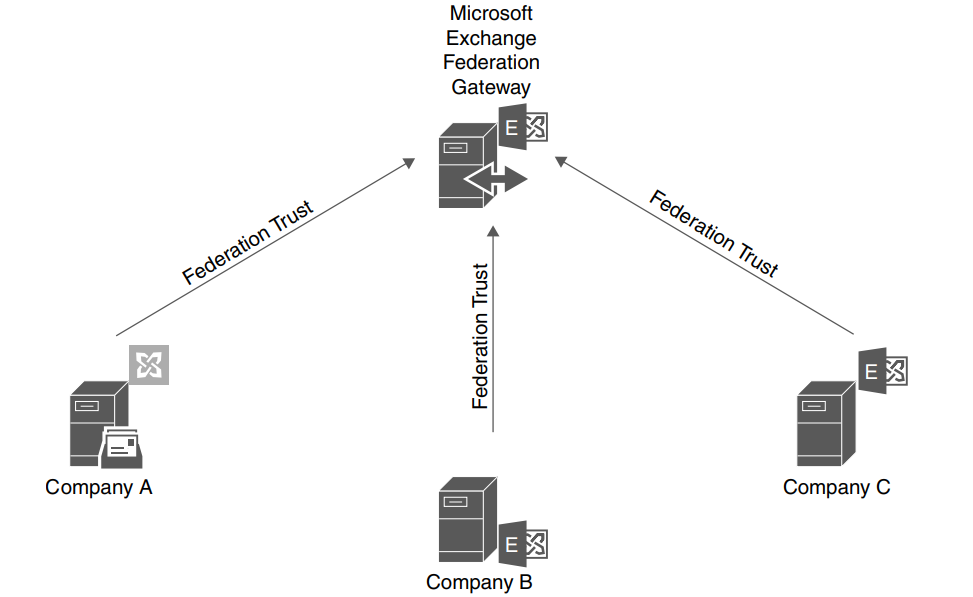 Microsoft
Exchange
Federation
Gateway
E
Federation Trust
Federation Trust
Federation Trust
E
Company A
Company C
E
Company B